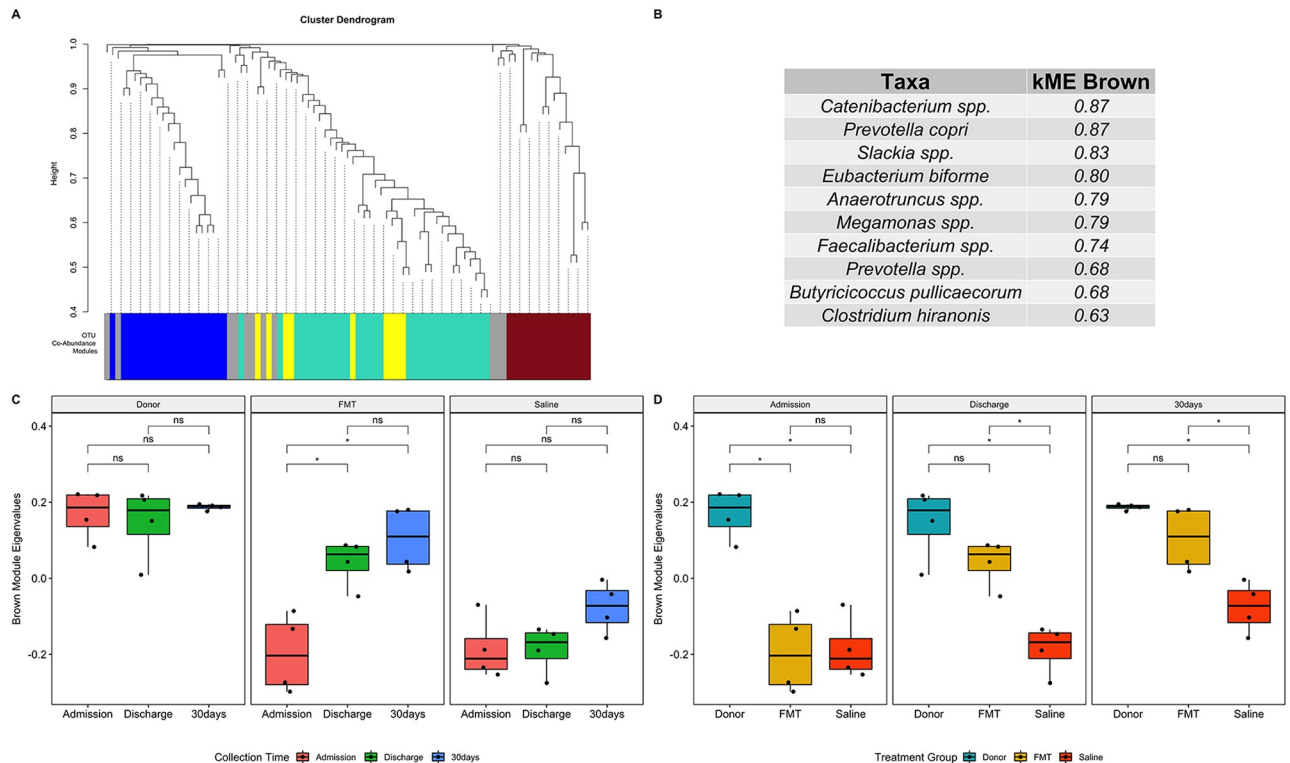 A
Cluster Dendrogram
Height
1.0
0.9
0.8
0.7
0.6
0.5
0.4
OTU
Co-Abundance
Modules
B
Taxa kME Brown
Catenibacterium spp. 0.87
Prevotella copri 0.87
Slackia spp. 0.83
Eubacterium biforme 0.80
Anaerotruncus spp. 0.79
Megamonas spp. 0.79
Faecalibacterium spp. 0.74
Prevotella spp. 0.68
Butyricicoccus pullicaecorum 0.68
Clostridium hiranonis 0.63
C
Donor FMT Saline
Brown Module Eigenvalues
0.4
0.2
0.0
-0.2
ns ns ns
ns * ns
ns * ns
Admission Discharge 30days Admission Discharge 30days Admission Discharge 30days
Collection Time Admission Discharge 30days
D
Admission Discharge 30days
Brown Module Eigenvalues
0.4
0.2
0.0
-0.2
ns * *
* * *
* ns ns
Donor FMT Saline Donor FMT Saline Donor FMT Saline
Treatment Group Donor FMT Saline